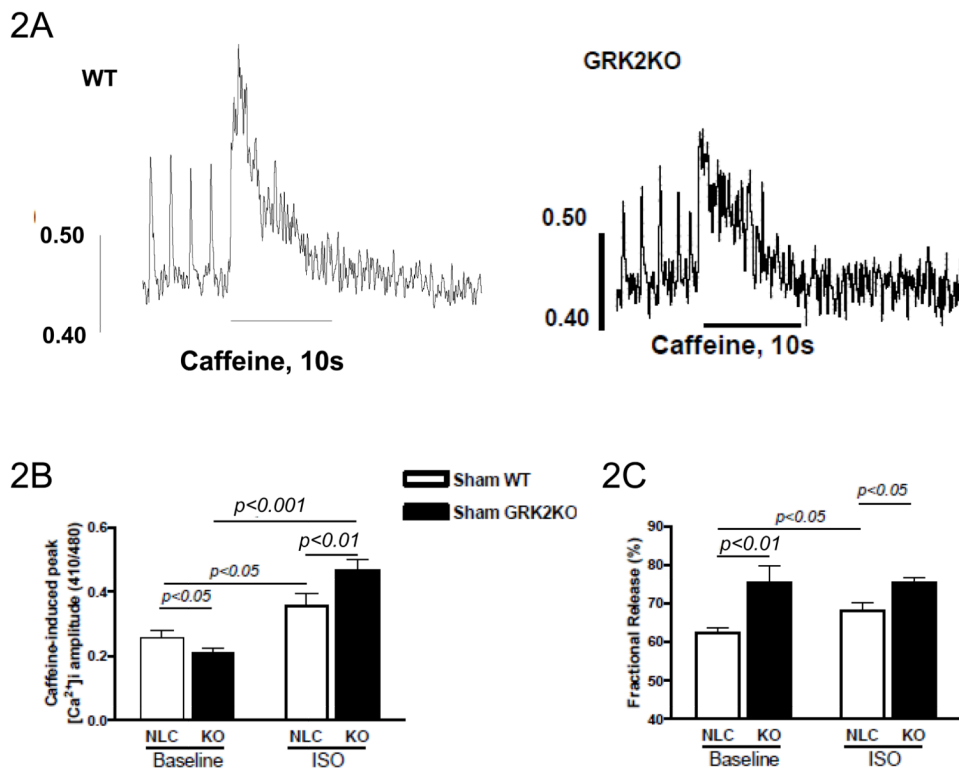 2A
WT
0.50
0.40
Caffeine, 10s
GRK2KO
0.50
0.40
Caffeine, 10s
2B
Sham WT
Sham GRK2KO
p<0.001
p<0.01
p<0.05
p<0.05
Caffeino-induced peak
[Ca²⁺]i amplitude (410/480)
0.6
0.4
0.2
0.0
NLC KO NLC KO
Baseline ISO
2C
p<0.05
p<0.05
p<0.01
Fractional Release (%)
90
80
70
60
50
40
NLC KO NLC KO
Baseline ISO